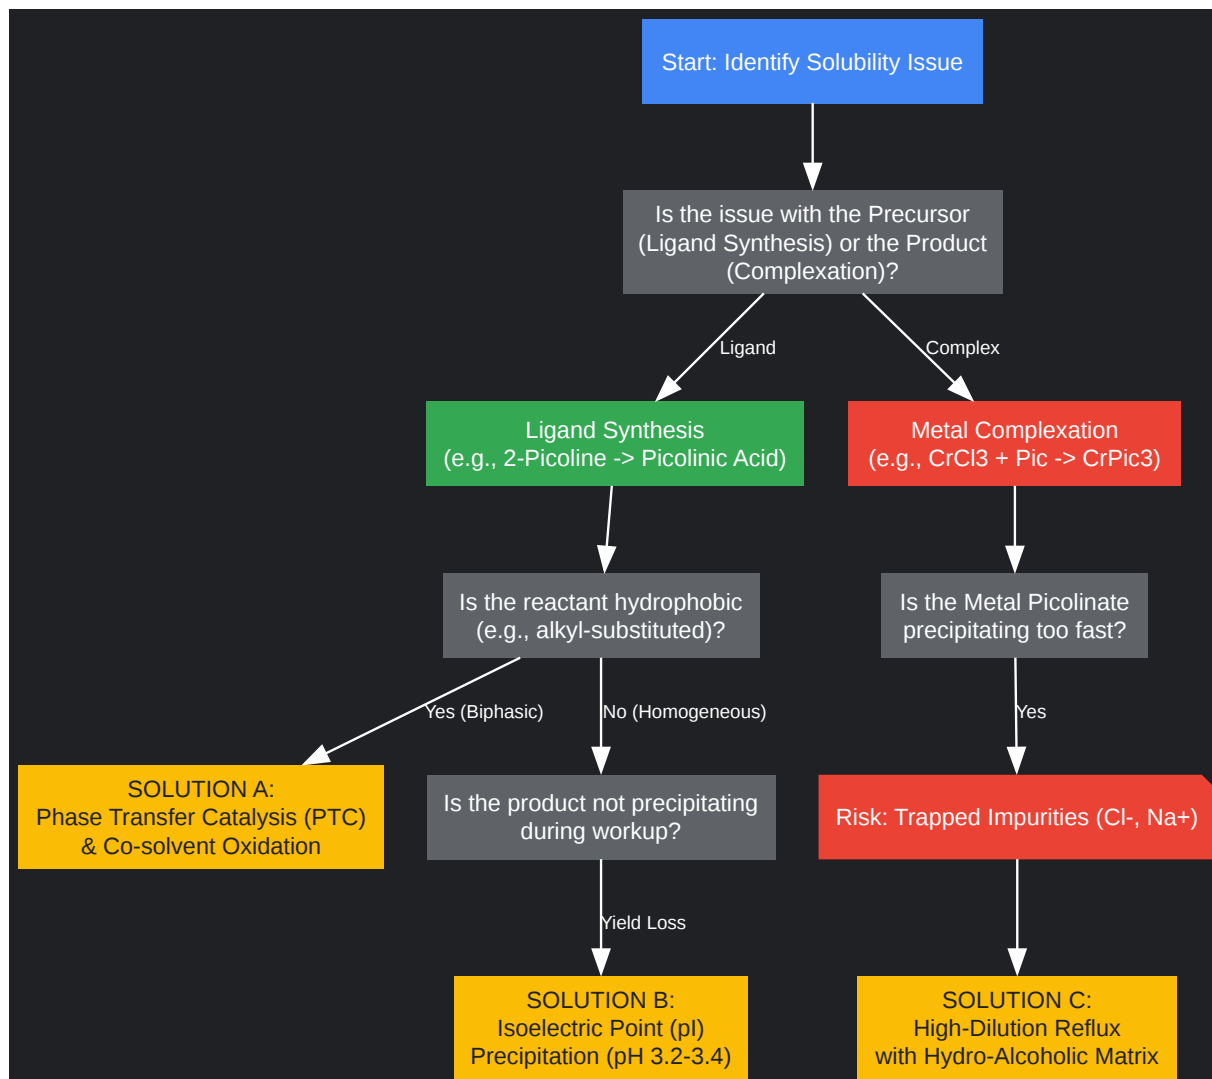 Start: Identify Solubility Issue
Is the issue with the Precursor
(Ligand Synthesis) or the Product
(Complexation)?
Ligand
Complex
Ligand Synthesis
(e.g., 2-Picoline -> Picolinic Acid)
Metal Complexation
(e.g., CrCl3 + Pic -> CrPic3)
Is the reactant hydrophobic
(e.g., alkyl-substituted)?
Is the Metal Picolinate
precipitating too fast?
Yes (Biphasic)
No (Homogeneous)
Yes
SOLUTION A:
Phase Transfer Catalysis (PTC)
& Co-solvent Oxidation
Is the product not precipitating
during workup?
Risk: Trapped Impurities (Cl-, Na+)
Yield Loss
SOLUTION B:
Isoelectric Point (pI)
Precipitation (pH 3.2-3.4)
SOLUTION C:
High-Dilution Reflux
with Hydro-Alcoholic Matrix